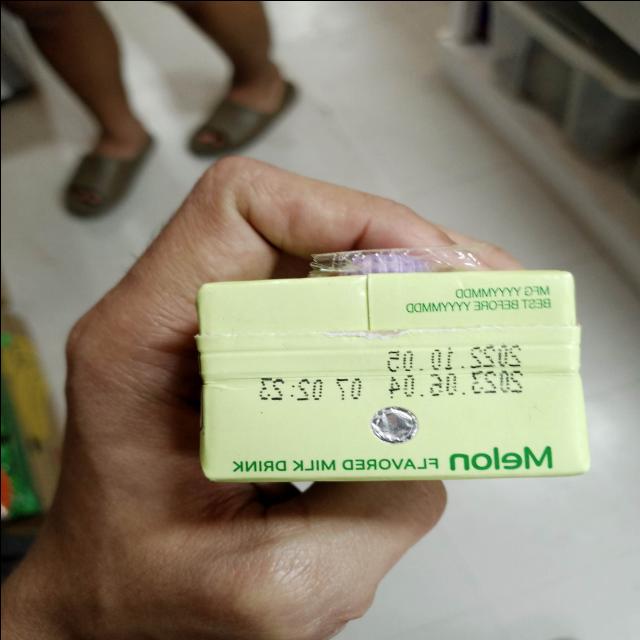 MFG YYYYMMDD
BEST BEFORE YYYYMMDD
2022.10.05
2023.06.04 07 02:23
Melon FLAVORED MILK DRINK